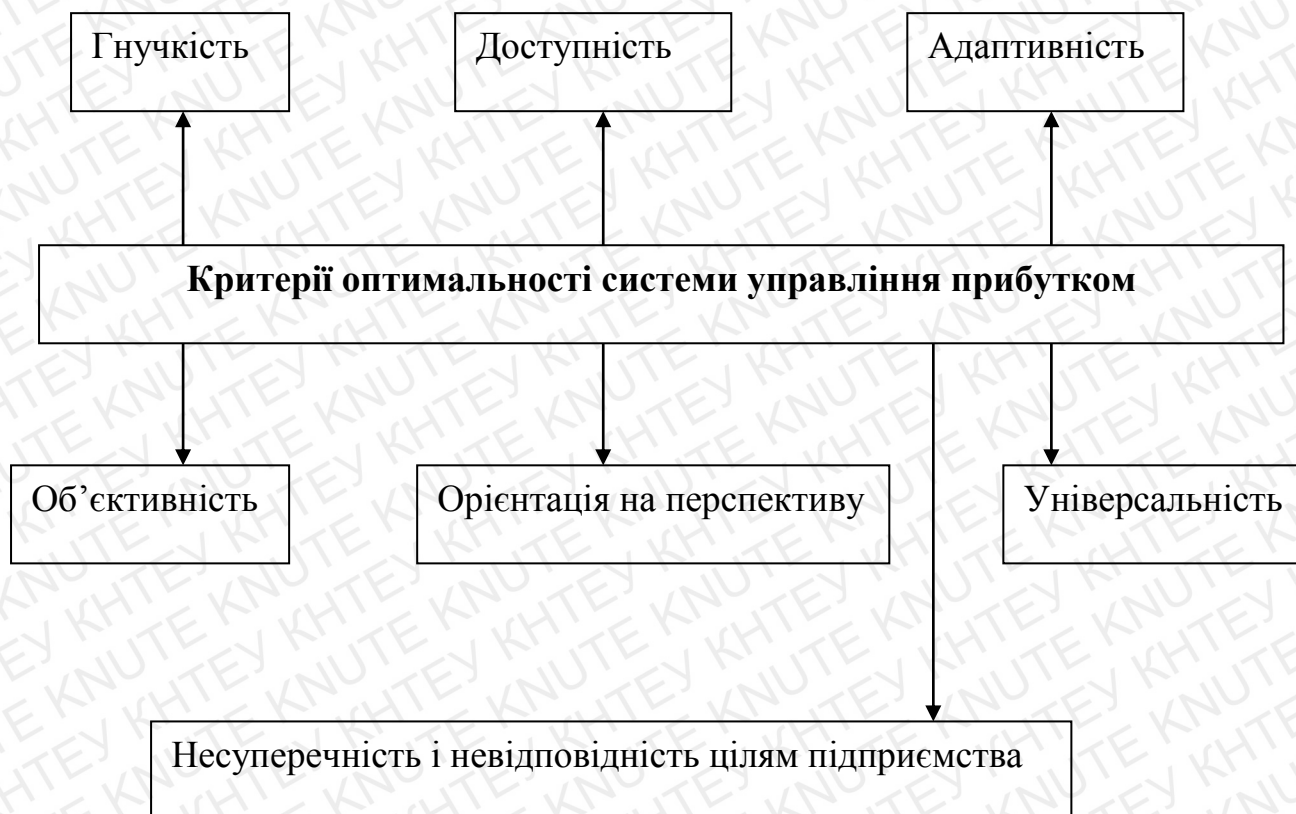 Гнучкість
Доступність
Адаптивність
Критерії оптимальності системи управління прибутком
Об’єктивність
Орієнтація на перспективу
Універсальність
Несуперечність і невідповідність цілям підприємства